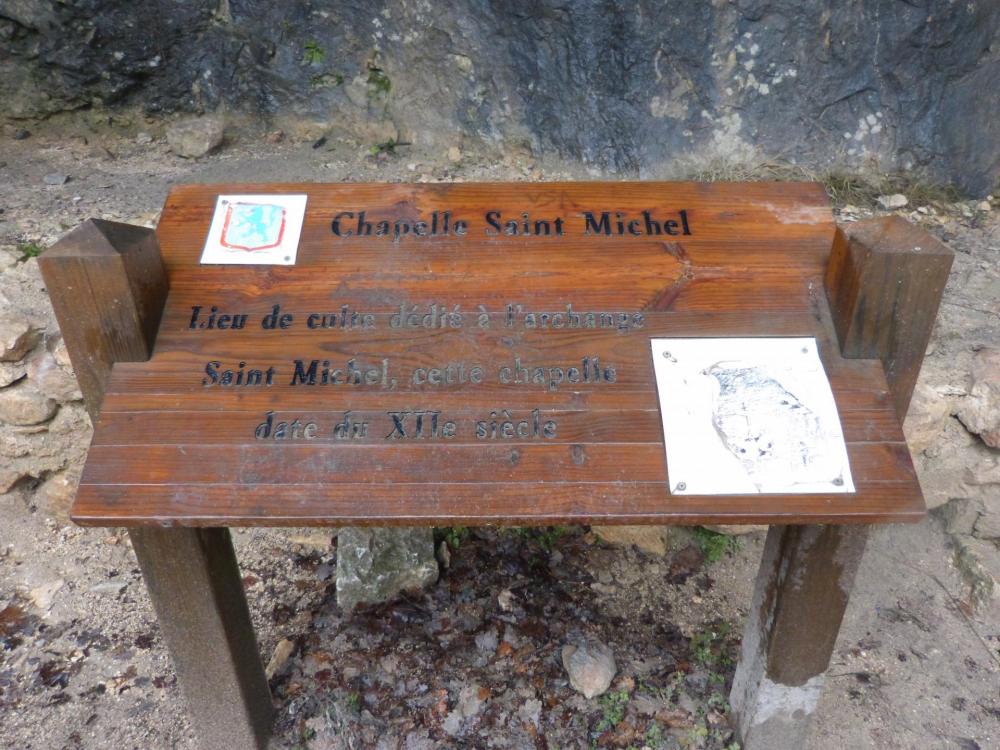 Chapelle Saint Michel
Lieu de culte dédié à l'archange
Saint Michel, cette chapelle
date du XIIe siècle